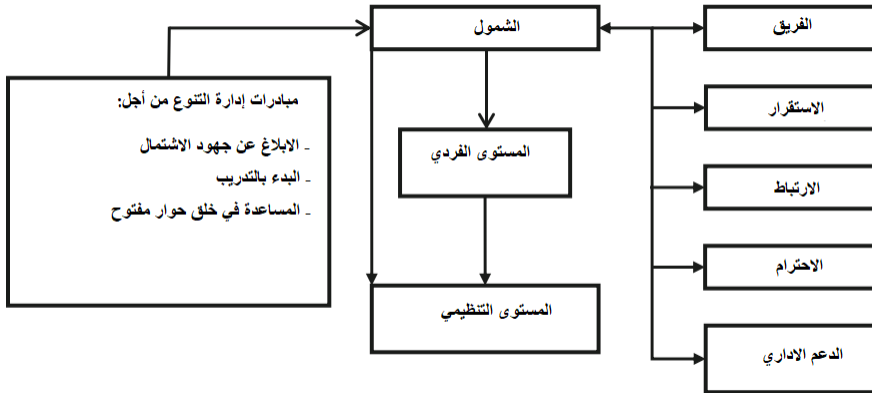 الشمول
الفريق
مبادرات إدارة التنوع من أجل:
- الابلاغ عن جهود الاشتمال
- البدء بالتدريب
- المساعدة في خلق حوار مفتوح
المستوى الفردي
المستوى التنظيمي
الاستقرار
الارتباط
الاحترام
الدعم الاداري